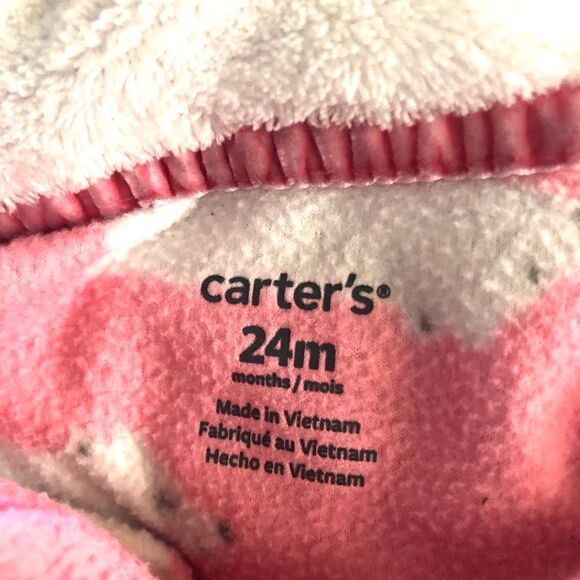 carter's®
24m
months / mois
Made in Vietnam
Fabriqué au Vietnam
Hecho en Vietnam